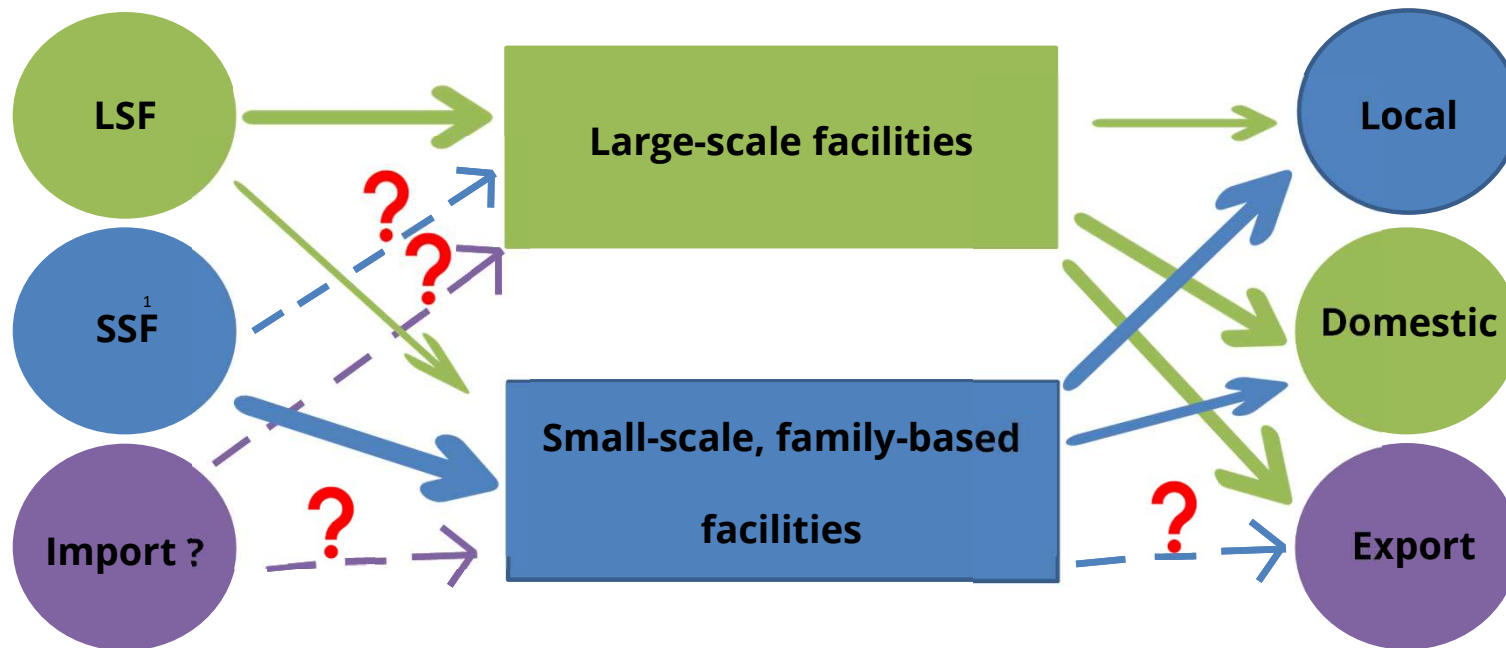 LSF
Large-scale facilities
Local
?
?
SSF 1
Domestic
Small-scale, family-based
facilities
?
?
Import ?
Export